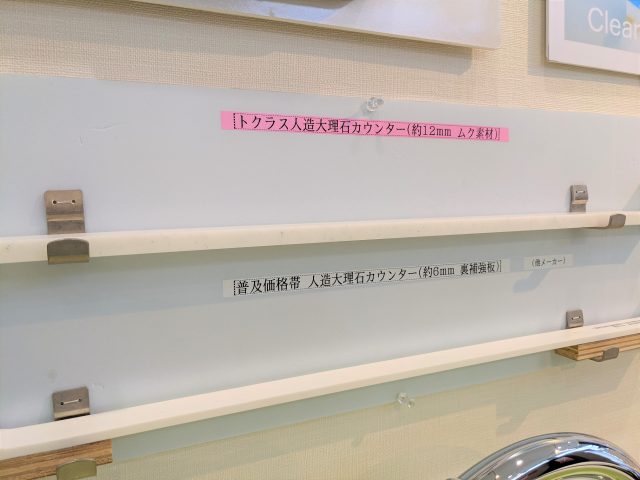 Clear
[トクラス人造大理石カウンター(約12mm ムク素材)]
[普及価格帯 人造大理石カウンター(約6mm 裏補強板)]
(他メーカー)